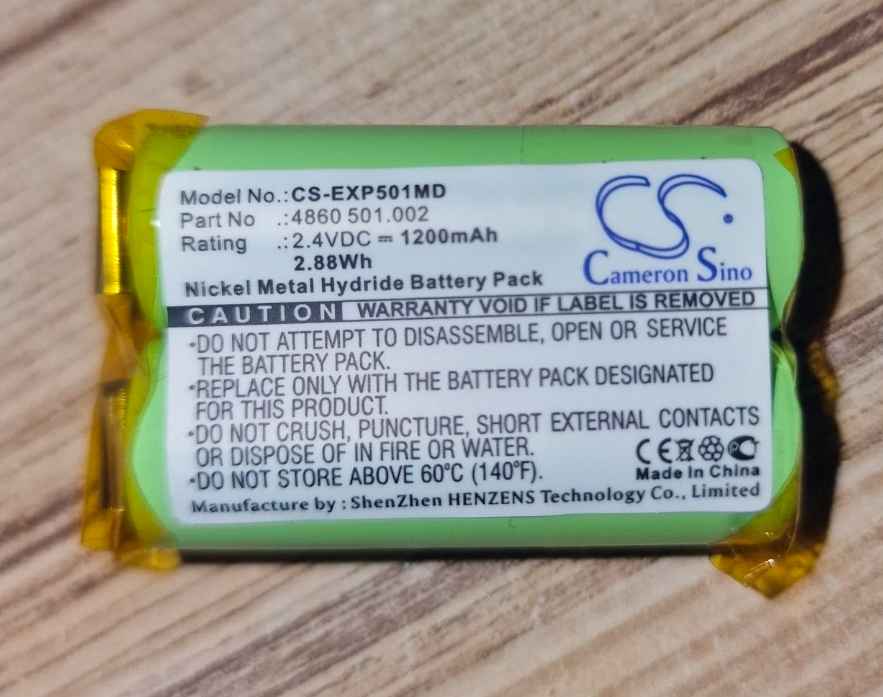 Model No.:CS-EXP501MD
Part No .:4860 501.002
Rating .:2.4VDC ⎓ 1200mAh
2.88Wh
Nickel Metal Hydride Battery Pack
CS.
Cameron Sino
CAUTION WARRANTY VOID IF LABEL IS REMOVED
•DO NOT ATTEMPT TO DISASSEMBLE, OPEN OR SERVICE
THE BATTERY PACK.
•REPLACE ONLY WITH THE BATTERY PACK DESIGNATED
FOR THIS PRODUCT.
•DO NOT CRUSH, PUNCTURE, SHORT EXTERNAL CONTACTS
OR DISPOSE OF IN FIRE OR WATER.
•DO NOT STORE ABOVE 60°C (140°F).
CE
Made In China
Manufacture by : ShenZhen HENZENS Technology Co., Limited